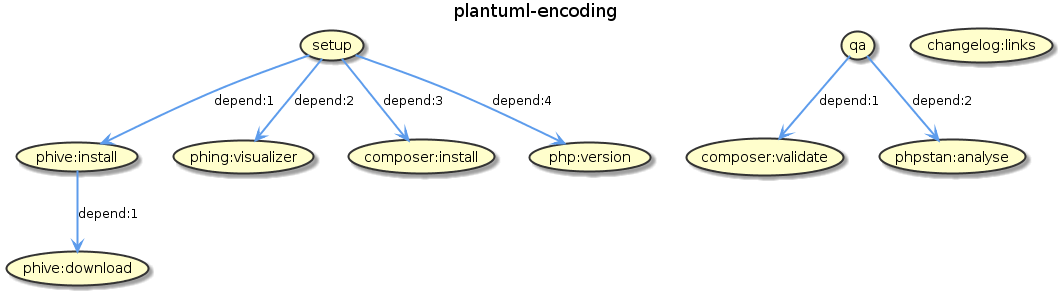 plantuml-encoding
setup
qa
changelog:links
depend:1
depend:2
depend:3
depend:4
depend:1
depend:2
phive:install
phing:visualizer
composer:install
php:version
composer:validate
phpstan:analyse
depend:1
phive:download